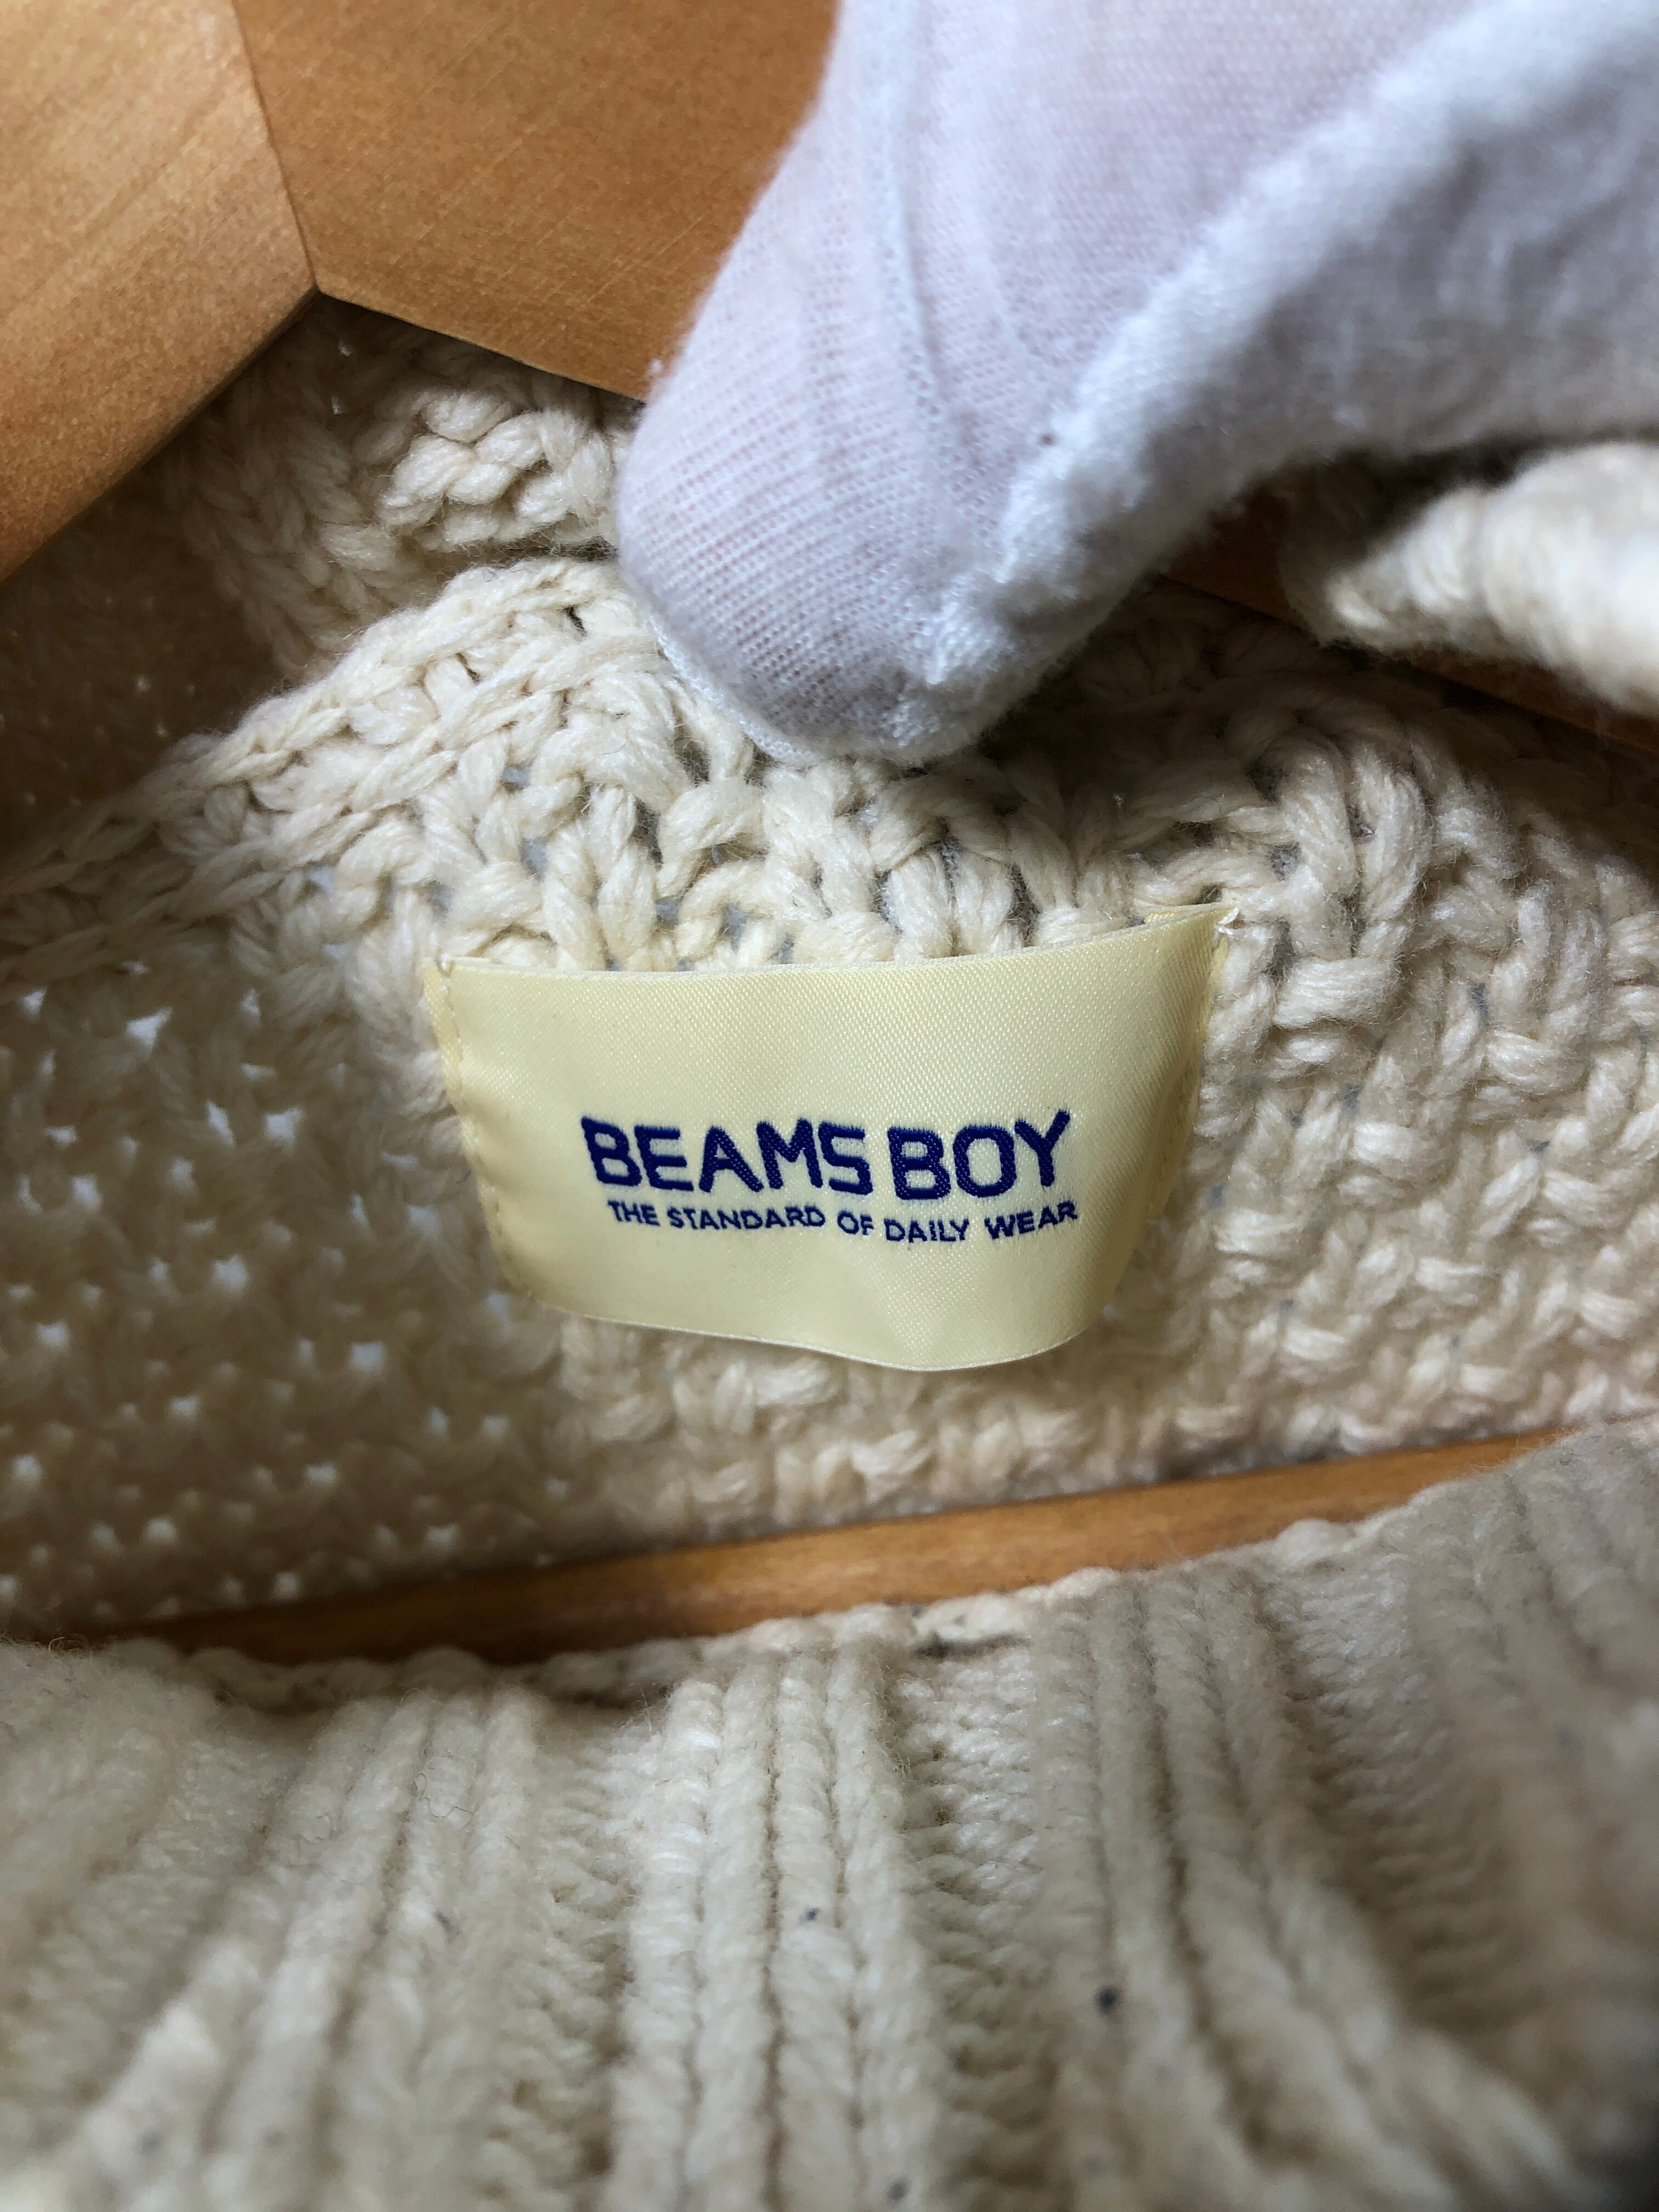 BEAMS BOY
THE STANDARD OF DAILY WEAR